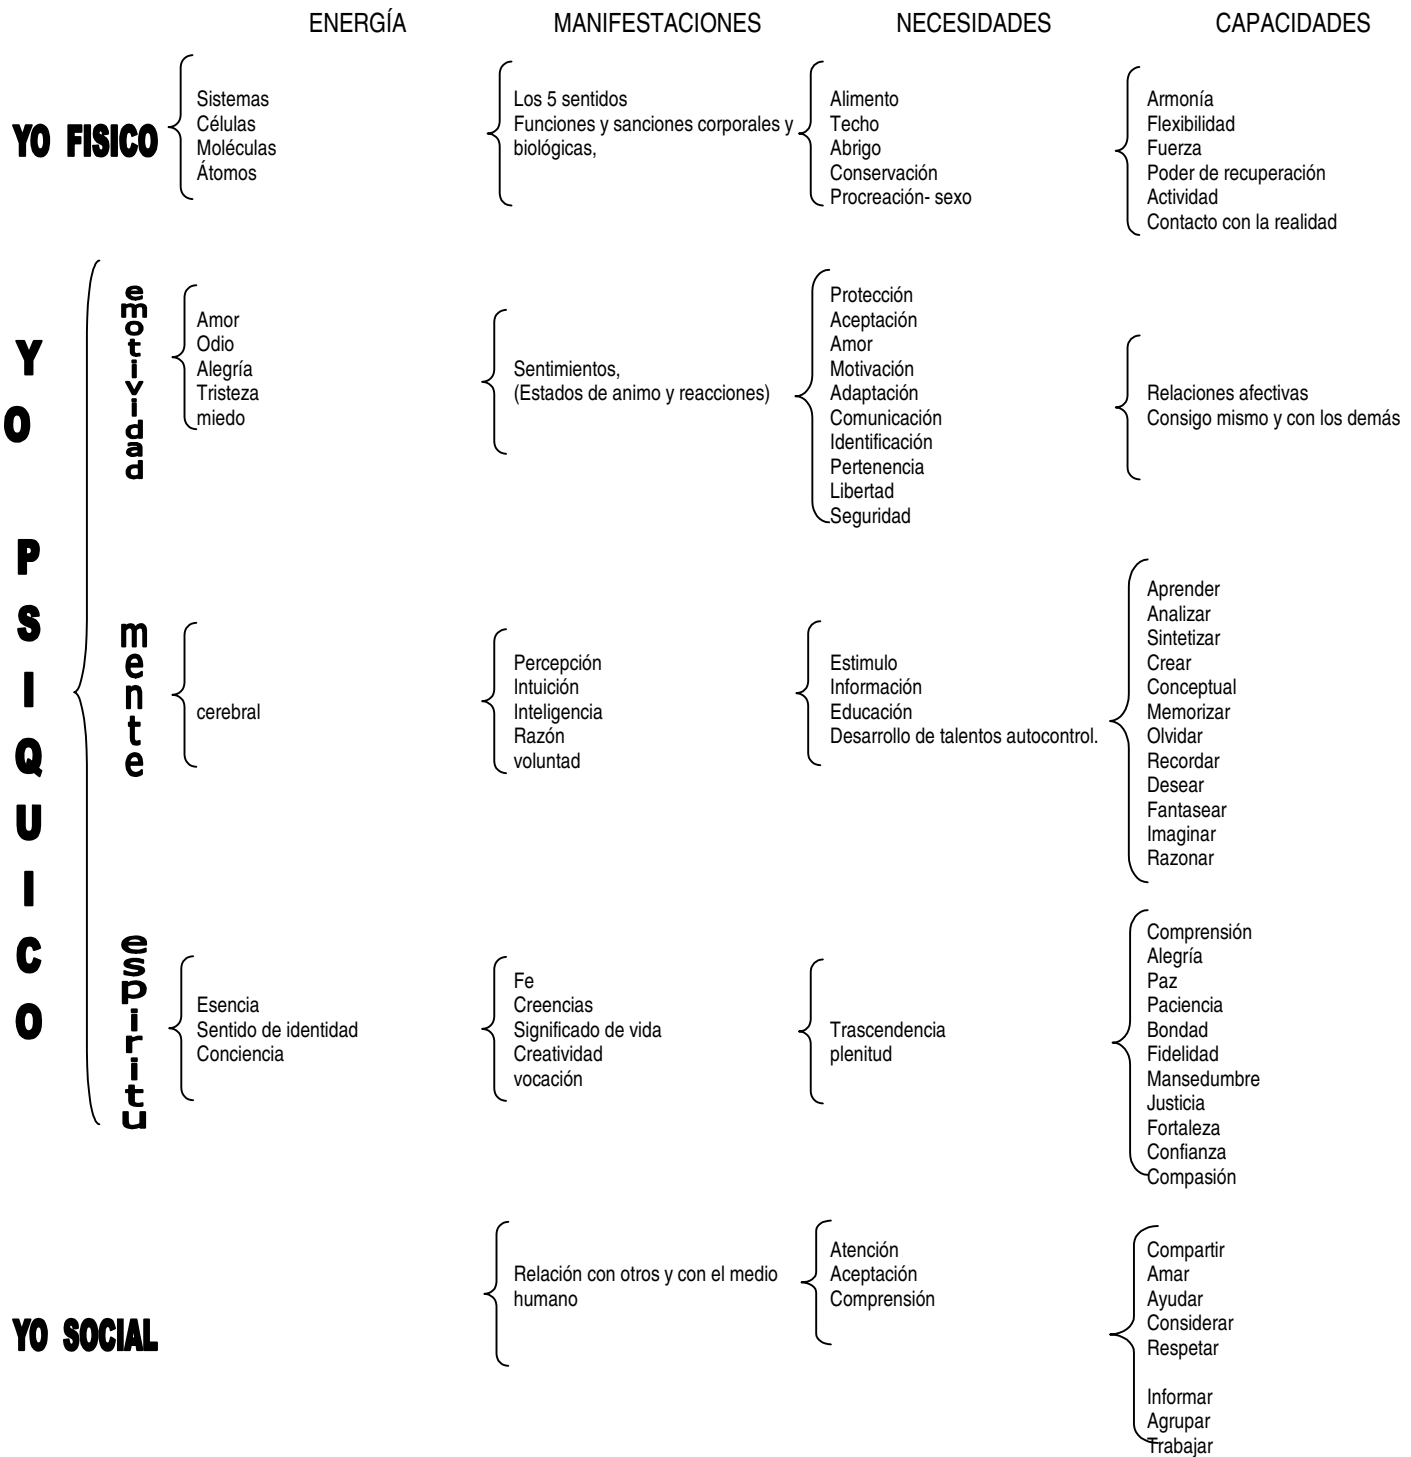 ENERGÍA MANIFESTACIONES NECESIDADES CAPACIDADES
YO FISICO
Sistemas
Células
Moléculas
Átomos
Los 5 sentidos
Funciones y sanciones corporales y
biológicas,
Alimento
Techo
Abrigo
Conservación
Procreación- sexo
Armonía
Flexibilidad
Fuerza
Poder de recuperación
Actividad
Contacto con la realidad
YO PSIQUICO
emotividad
Amor
Odio
Alegría
Tristeza
miedo
Sentimientos,
(Estados de animo y reacciones)
Protección
Aceptación
Amor
Motivación
Adaptación
Comunicación
Identificación
Pertenencia
Libertad
Seguridad
Relaciones afectivas
Consigo mismo y con los demás
mente
cerebral
Percepción
Intuición
Inteligencia
Razón
voluntad
Estimulo
Información
Educación
Desarrollo de talentos autocontrol.
Aprender
Analizar
Sintetizar
Crear
Conceptual
Memorizar
Olvidar
Recordar
Desear
Fantasear
Imaginar
Razonar
espiritu
Esencia
Sentido de identidad
Conciencia
Fe
Creencias
Significado de vida
Creatividad
vocación
Trascendencia
plenitud
Comprensión
Alegría
Paz
Paciencia
Bondad
Fidelidad
Mansedumbre
Justicia
Fortaleza
Confianza
Compasión
YO SOCIAL
Relación con otros y con el medio
humano
Atención
Aceptación
Comprensión
Compartir
Amar
Ayudar
Considerar
Respetar
Informar
Agrupar
Trabajar